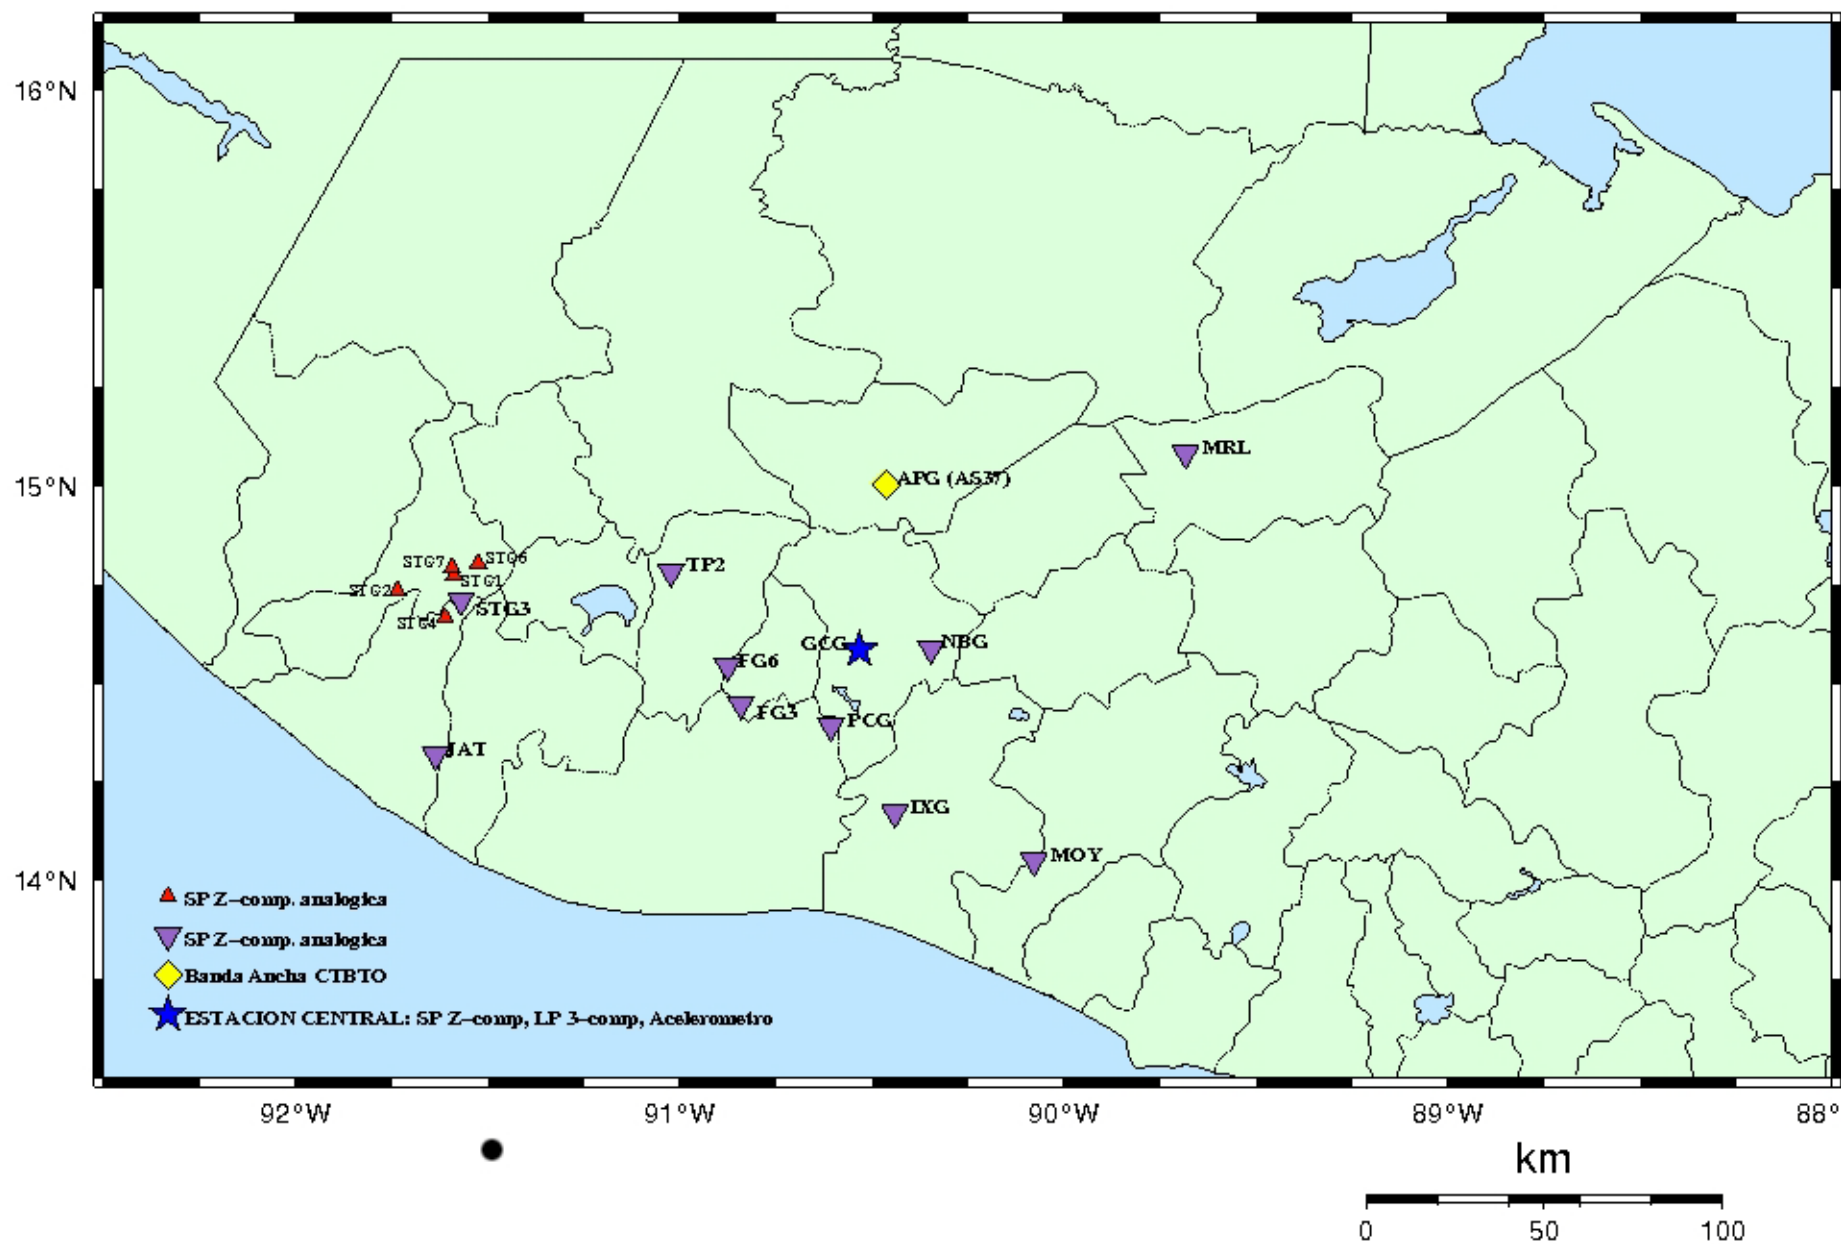 16°N
15°N
14°N
MRL
APG (AS37)
STG7
STG6
STG1
STG2
STG3
STG4
TP2
GCG
NBG
FG6
FG3
PCG
JAT
IXG
MOY
SP Z-comp. analogica
SP Z-comp. analogica
Banda Ancha CTBTO
ESTACION CENTRAL: SP Z-comp, LP 3-comp, Acelerometro
92°W
91°W
90°W
89°W
88°
km
0
50
100